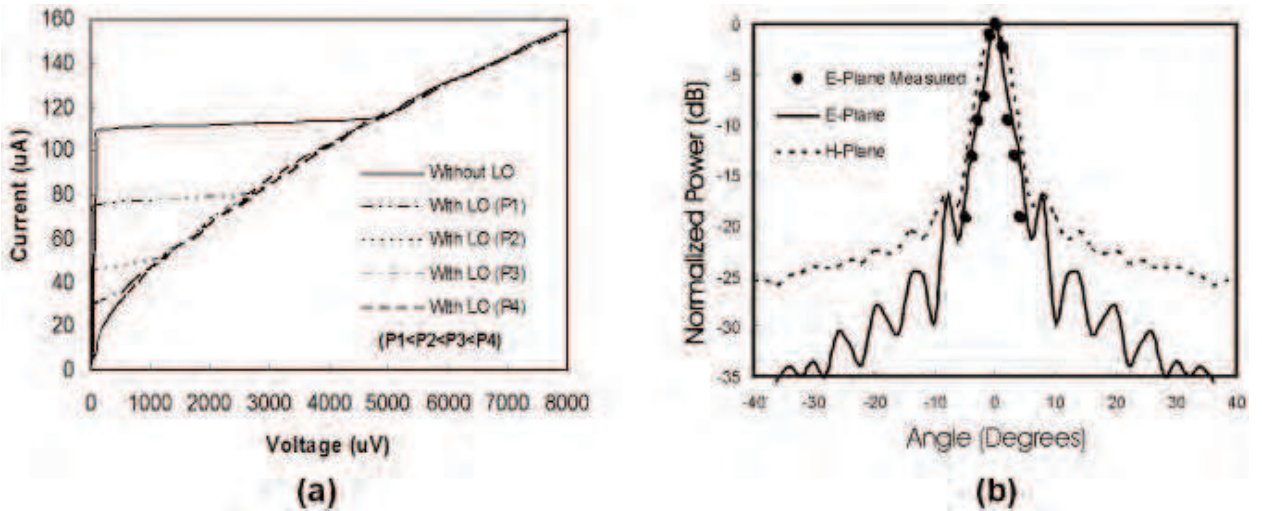 160
140
120
100
80
60
40
20
0
Current (uA)
0 1000 2000 3000 4000 5000 6000 7000 8000
Voltage (uV)
Without LO
With LO (P1)
With LO (P2)
With LO (P3)
With LO (P4)
(P1<P2<P3<P4)
(a)
0
-5
-10
-15
-20
-25
-30
-35
Normalized Power (dB)
E-Plane Measured
E-Plane
H-Plane
-40 -30 -20 -10 0 10 20 30 40
Angle (Degrees)
(b)